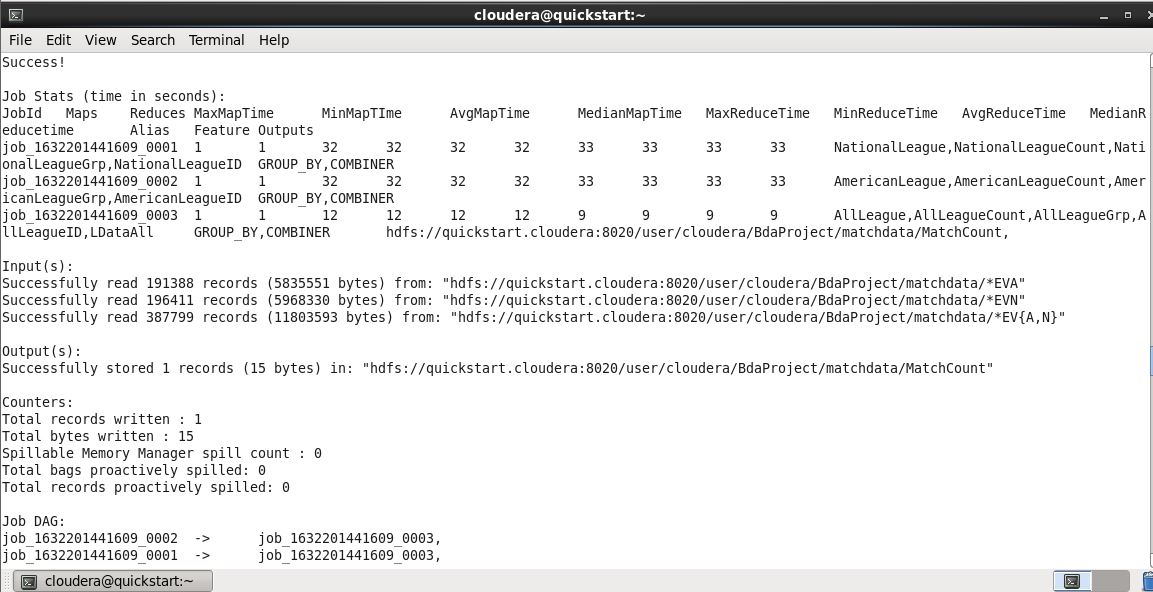 cloudera@quickstart:~
File Edit View Search Terminal Help
Success!
Job Stats (time in seconds):
JobId Maps Reduces MaxMapTime MinMapTIme AvgMapTime MedianMapTime MaxReduceTime MinReduceTime AvgReduceTime MedianR
educetime Alias Feature Outputs
job_1632201441609_0001 1 1 32 32 32 32 33 33 33 33 NationalLeague,NationalLeagueCount,Nati
onalLeagueGrp,NationalLeagueID GROUP_BY,COMBINER
job_1632201441609_0002 1 1 32 32 32 32 33 33 33 33 AmericanLeague,AmericanLeagueCount,Amer
icanLeagueGrp,AmericanLeagueID GROUP_BY,COMBINER
job_1632201441609_0003 1 1 12 12 12 12 9 9 9 9 AllLeague,AllLeagueCount,AllLeagueGrp,A
llLeagueID,LDataAll GROUP_BY,COMBINER hdfs://quickstart.cloudera:8020/user/cloudera/BdaProject/matchdata/MatchCount,
Input(s):
Successfully read 191388 records (5835551 bytes) from: "hdfs://quickstart.cloudera:8020/user/cloudera/BdaProject/matchdata/*EVA"
Successfully read 196411 records (5968330 bytes) from: "hdfs://quickstart.cloudera:8020/user/cloudera/BdaProject/matchdata/*EVN"
Successfully read 387799 records (11803593 bytes) from: "hdfs://quickstart.cloudera:8020/user/cloudera/BdaProject/matchdata/*EV{A,N}"
Output(s):
Successfully stored 1 records (15 bytes) in: "hdfs://quickstart.cloudera:8020/user/cloudera/BdaProject/matchdata/MatchCount"
Counters:
Total records written : 1
Total bytes written : 15
Spillable Memory Manager spill count : 0
Total bags proactively spilled: 0
Total records proactively spilled: 0
Job DAG:
job_1632201441609_0002 -> job_1632201441609_0003,
job_1632201441609_0001 -> job_1632201441609_0003,
cloudera@quickstart:~